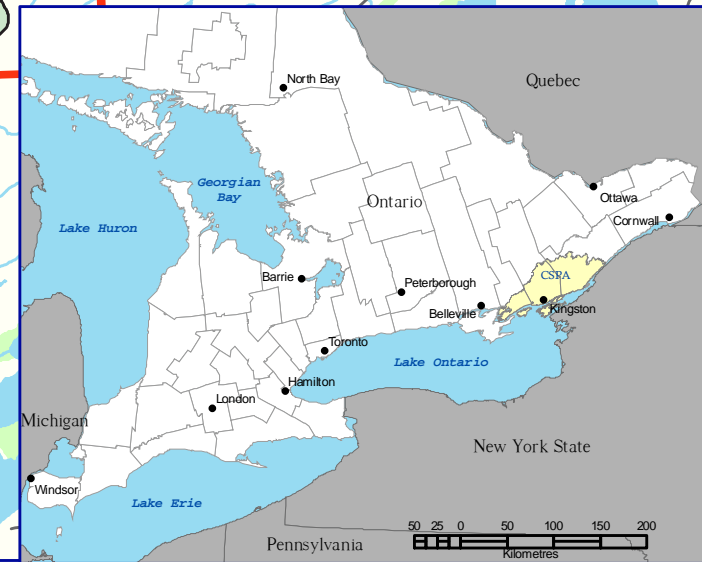 North Bay
Quebec
Georgian
Bay
Ottawa
Ontario
Cornwall
Lake Huron
Barrie
CSPA
Peterborough
Belleville
Kingston
Toronto
Lake Ontario
Hamilton
London
Michigan
New York State
Windsor
Lake Erie
50 25 0 50 100 150 200
Kilometres
Pennsylvania